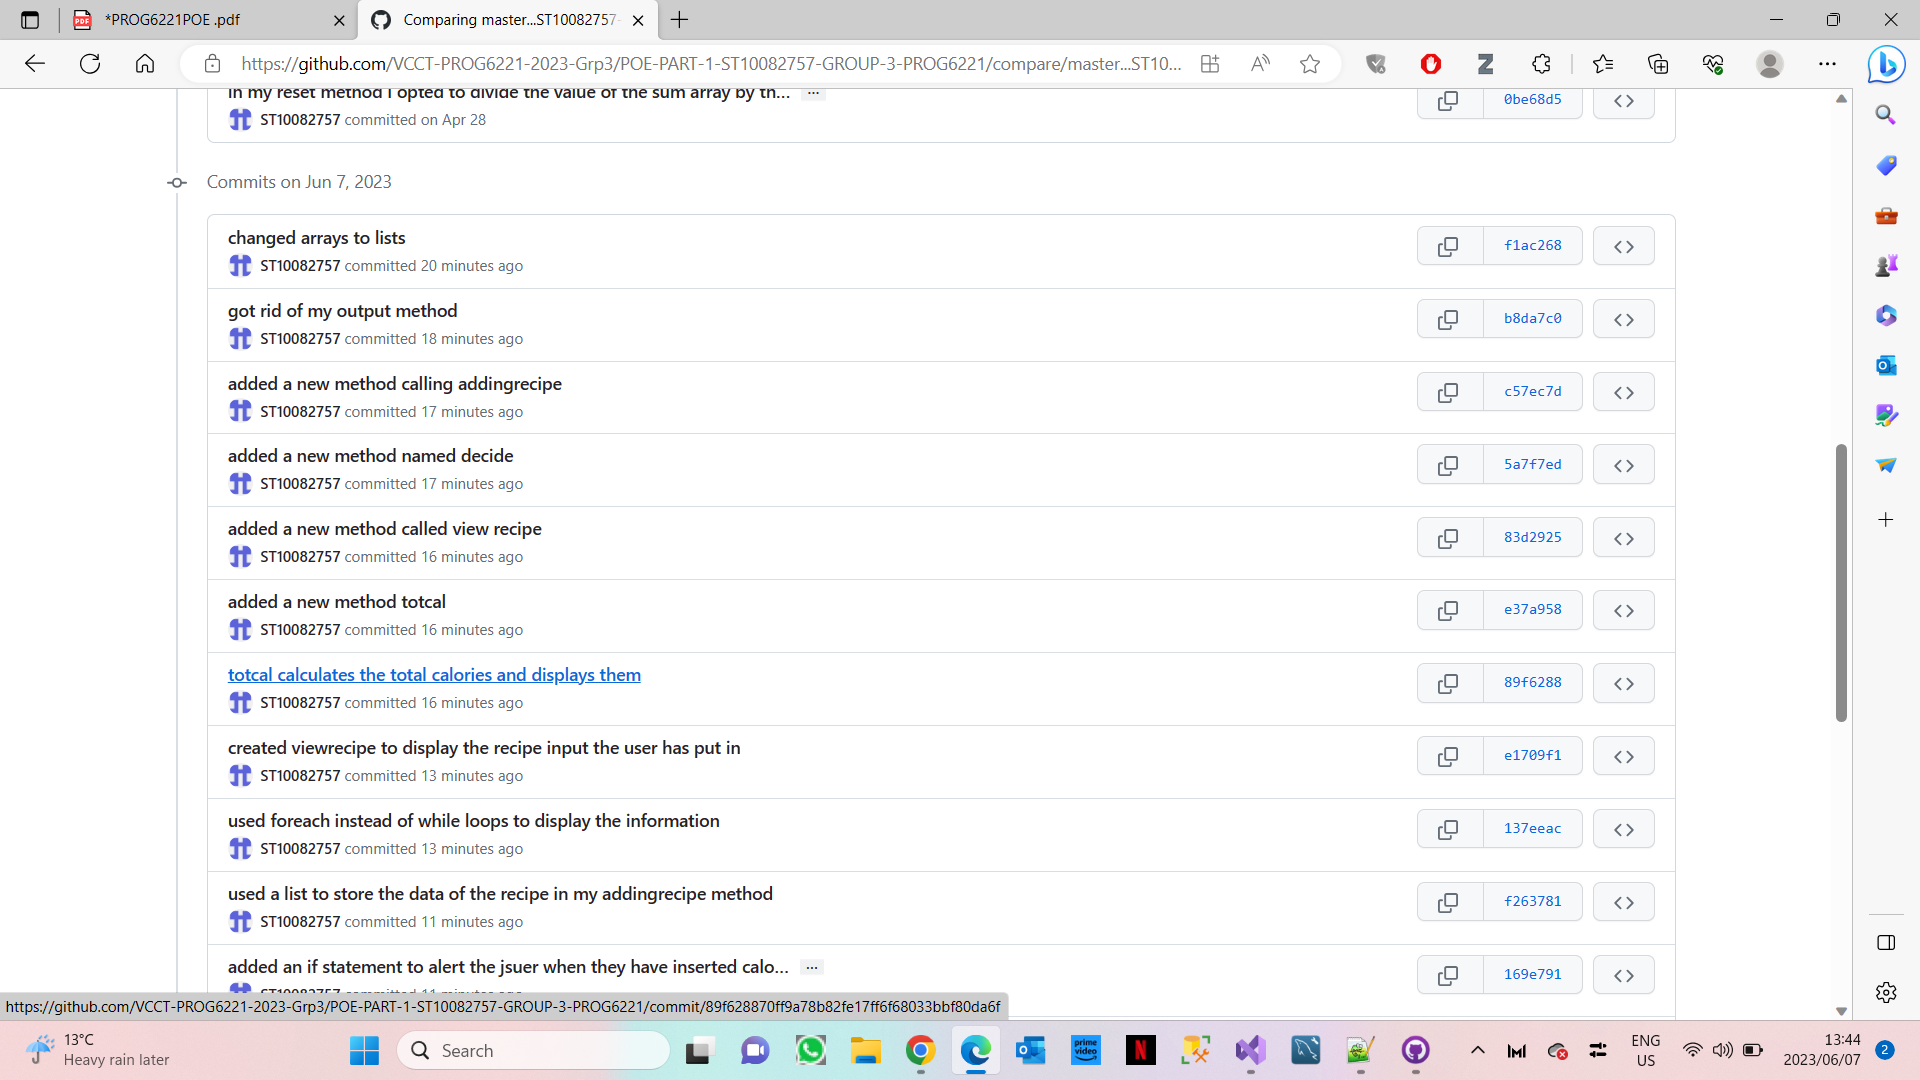 *PROG6221POE .pdf
Comparing master...ST10082757-
https://github.com/VCCT-PROG6221-2023-Grp3/POE-PART-1-ST10082757-GROUP-3-PROG6221/compare/master...ST10...
In my reset method i opted to divide the value of the sum array by th... ...
0be68d5
ST10082757 committed on Apr 28
Commits on Jun 7, 2023
changed arrays to lists
f1ac268
ST10082757 committed 20 minutes ago
got rid of my output method
b8da7c0
ST10082757 committed 18 minutes ago
added a new method calling addingrecipe
c57ec7d
ST10082757 committed 17 minutes ago
added a new method named decide
5a7f7ed
ST10082757 committed 17 minutes ago
added a new method called view recipe
83d2925
ST10082757 committed 16 minutes ago
added a new method totcal
e37a958
ST10082757 committed 16 minutes ago
totcal calculates the total calories and displays them
89f6288
ST10082757 committed 16 minutes ago
created viewrecipe to display the recipe input the user has put in
e1709f1
ST10082757 committed 13 minutes ago
used foreach instead of while loops to display the information
137eeac
ST10082757 committed 13 minutes ago
used a list to store the data of the recipe in my addingrecipe method
f263781
ST10082757 committed 11 minutes ago
added an if statement to alert the jsuer when they have inserted calo... ...
169e791
ST10082757 committed 11 minutes ago
https://github.com/VCCT-PROG6221-2023-Grp3/POE-PART-1-ST10082757-GROUP-3-PROG6221/commit/89f628870ff9a78b82fe17ff6f68033bbf80da6f
13°C
Heavy rain later
Search
prime video
ENG
US
13:44
2023/06/07
2